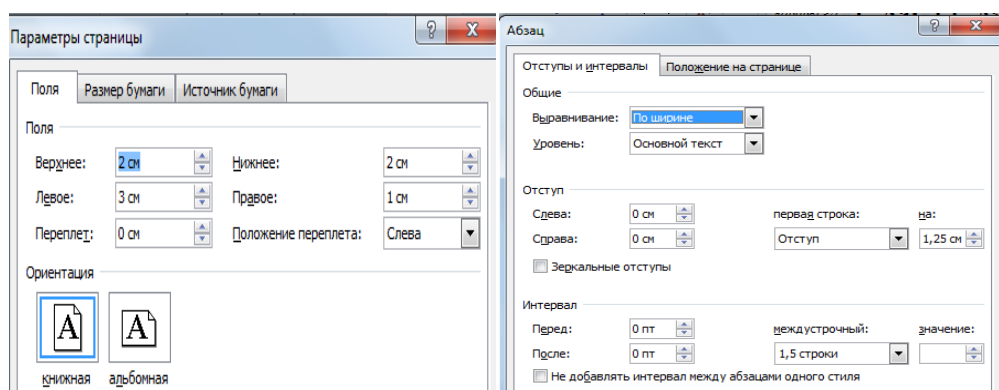 Параметры страницы
Поля Размер бумаги Источник бумаги
Поля
Верхнее: 2 см Нижнее: 2 см
Левое: 3 см Правое: 1 см
Переплет: 0 см Положение переплета: Слева
Ориентация
A A
книжная альбомная
Абзац
Отступы и интервалы Положение на странице
Общие
Выравнивание: По ширине
Уровень: Основной текст
Отступ
Слева: 0 см первая строка: на:
Справа: 0 см Отступ 1,25 см
Зеркальные отступы
Интервал
Перед: 0 пт междустрочный: значение:
После: 0 пт 1,5 строки
Не добавлять интервал между абзацами одного стиля